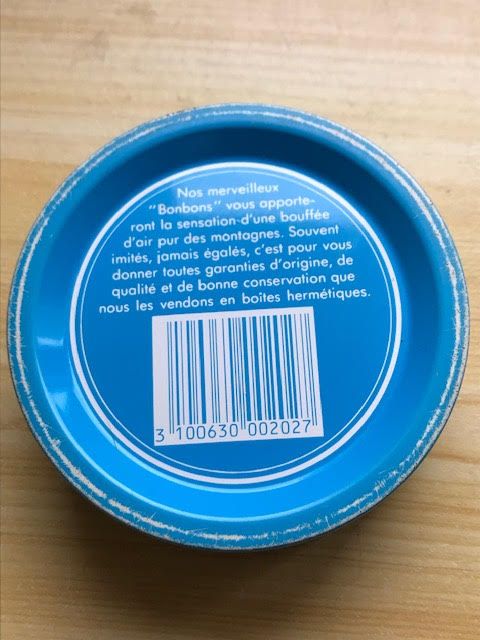 Nos merveilleux
"Bonbons" vous apporte-
ront la sensation d'une bouffée
d'air pur des montagnes. Souvent
imités, jamais égalés, c'est pour vous
donner toutes garanties d'origine, de
qualité et de bonne conservation que
nous les vendons en boîtes hermétiques.
3 100630 002027